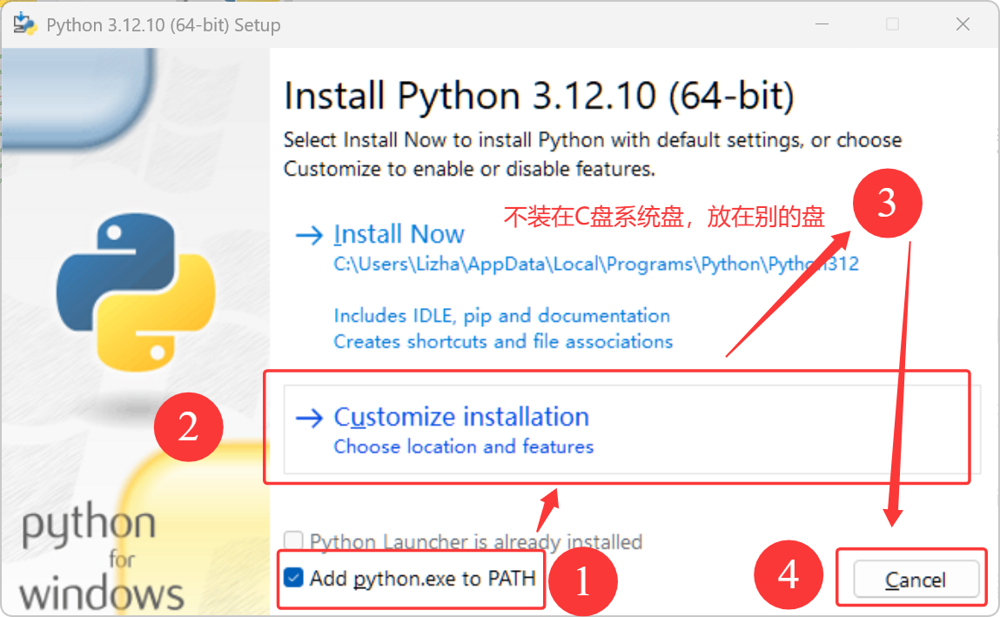 Python 3.12.10 (64-bit) Setup
Install Python 3.12.10 (64-bit)
Select Install Now to install Python with default settings, or choose
Customize to enable or disable features.
不装在C盘系统盘，放在别的盘
3
Install Now
C:\Users\Lizha\AppData\Local\Programs\Python\Python312
Includes IDLE, pip and documentation
Creates shortcuts and file associations
2
Customize installation
Choose location and features
Python Launcher is already installed
Add python.exe to PATH
1
4
Cancel
python
for
windows